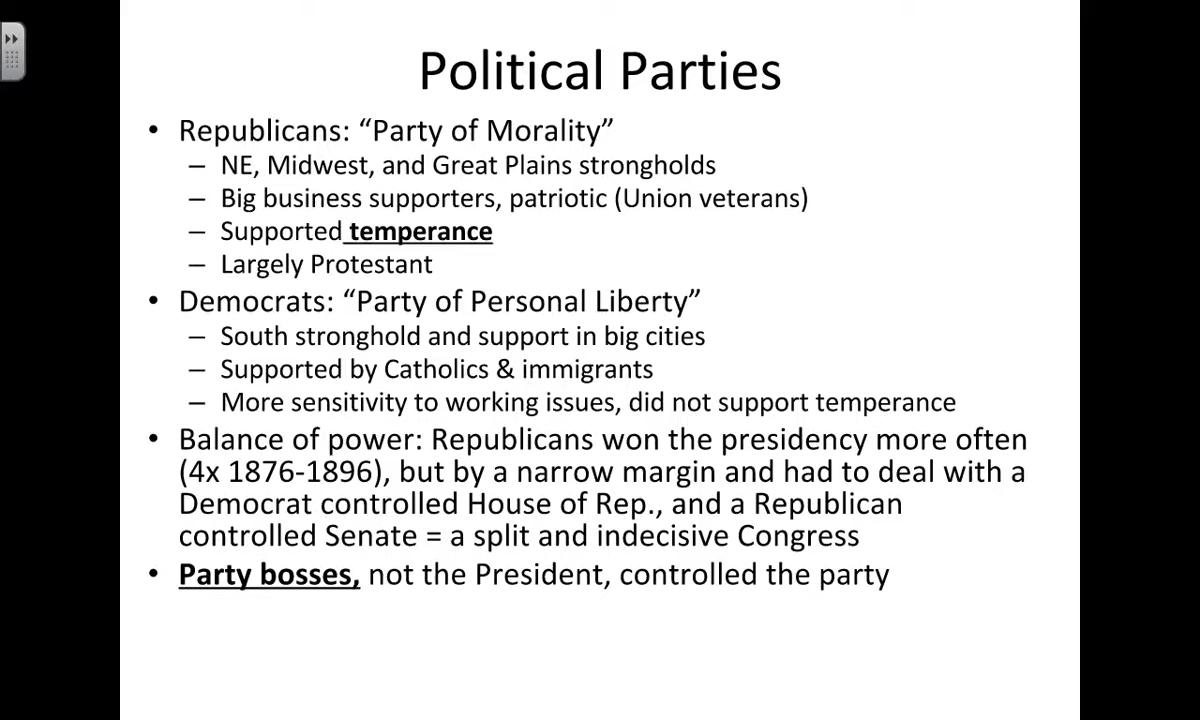 Political Parties
• Republicans: “Party of Morality”
– NE, Midwest, and Great Plains strongholds
– Big business supporters, patriotic (Union veterans)
– Supported temperance
– Largely Protestant
• Democrats: “Party of Personal Liberty”
– South stronghold and support in big cities
– Supported by Catholics & immigrants
– More sensitivity to working issues, did not support temperance
• Balance of power: Republicans won the presidency more often
(4x 1876-1896), but by a narrow margin and had to deal with a
Democrat controlled House of Rep., and a Republican
controlled Senate = a split and indecisive Congress
• Party bosses, not the President, controlled the party